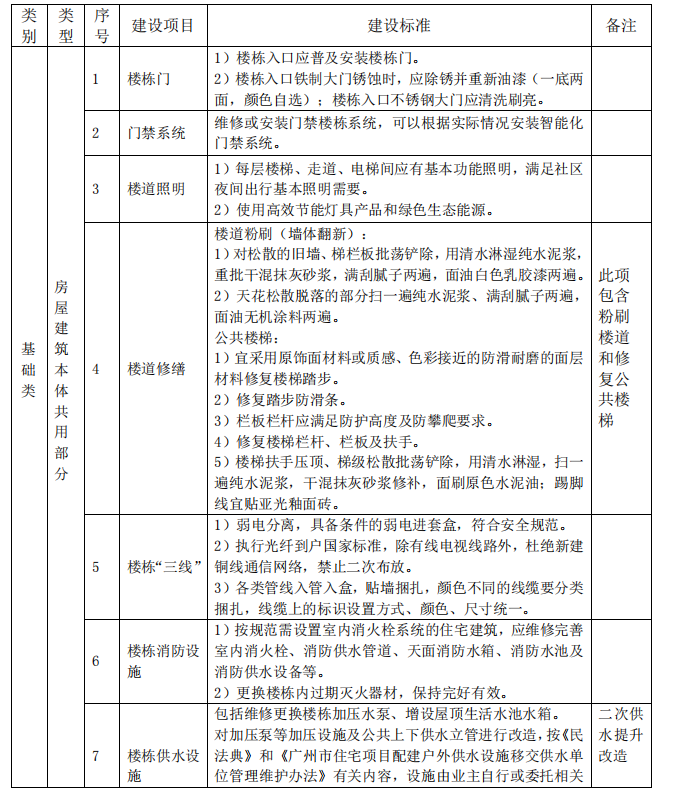 类别 类型 序号 建设项目 建设标准 备注
基础类
房屋建筑本体共用部分
1 楼栋门
1）楼栋入口应普及安装楼栋门。
2）楼栋入口铁制大门锈蚀时，应除锈并重新油漆（一底两
面，颜色自选）；楼栋入口不锈钢大门应清洗刷亮。
2 门禁系统
维修或安装门禁楼栋系统，可以根据实际情况安装智能化
门禁系统。
3 楼道照明
1）每层楼梯、走道、电梯间应有基本功能照明，满足社区
夜间出行基本照明需要。
2）使用高效节能灯具产品和绿色生态能源。
4 楼道修缮
楼道粉刷（墙体翻新）：
1）对松散的旧墙、梯栏板批荡铲除，用清水淋湿纯水泥浆，
重批干混抹灰砂浆，满刮腻子两遍，面油白色乳胶漆两遍。
2）天花松散脱落的部分扫一遍纯水泥浆、满刮腻子两遍，
面油无机涂料两遍。
公共楼梯：
1）宜采用原饰面材料或质感、色彩接近的防滑耐磨的面层
材料修复楼梯踏步。
2）修复踏步防滑条。
3）栏板栏杆应满足防护高度及防攀爬要求。
4）修复楼梯栏杆、栏板及扶手。
5）楼梯扶手压顶、梯级松散批荡铲除，用清水淋湿，扫一
遍纯水泥浆，干混抹灰砂浆修补，面刷原色水泥油；踢脚
线宜贴亚光釉面砖。
此项
包含
粉刷
楼道
和修
复公
共楼
梯
5 楼栋“三线”
1）弱电分离，具备条件的弱电进套盒，符合安全规范。
2）执行光纤到户国家标准，除有线电视线路外，杜绝新建
铜线通信网络，禁止二次布放。
3）各类管线入管入盒，贴墙捆扎，颜色不同的线缆要分类
捆扎，线缆上的标识设置方式、颜色、尺寸统一。
6 楼栋消防设
施
1）按规范需设置室内消火栓系统的住宅建筑，应维修完善
室内消火栓、消防供水管道、天面消防水箱、消防水池及
消防供水设备等。
2）更换楼栋内过期灭火器材，保持完好有效。
7 楼栋供水设
施
包括维修更换楼栋加压水泵、增设屋顶生活水池水箱。
对加压泵等加压设施及公共上下供水立管进行改造，按《民
法典》和《广州市住宅项目配建户外供水设施移交供水单
位管理维护办法》有关内容，设施由业主自行或委托相关
二次供
水提升
改造